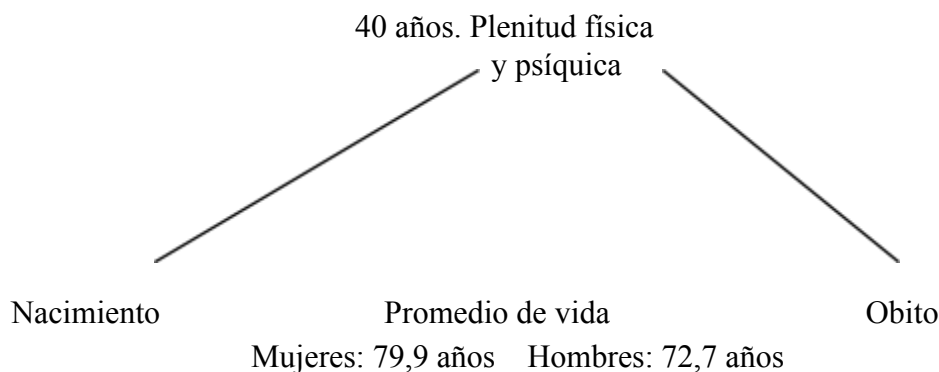 40 años. Plenitud física
y psíquica
Nacimiento Promedio de vida Obito
Mujeres: 79,9 años Hombres: 72,7 años